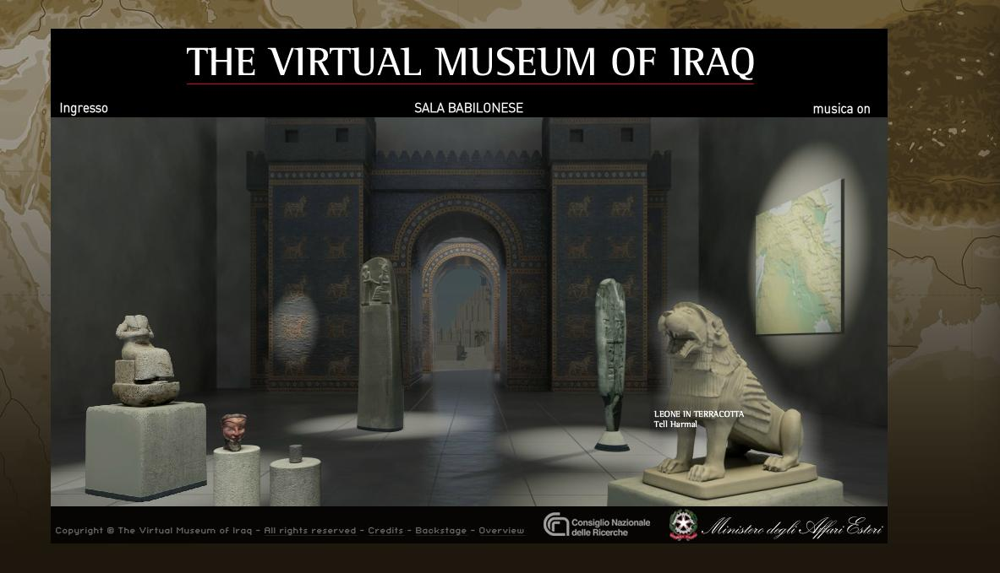 THE VIRTUAL MUSEUM OF IRAQ
Ingresso
SALA BABILONESE
musica on
LEONE IN TERRACOTTA
Tell Harmal
Copyright © The Virtual Museum of Iraq - All rights reserved - Credits - Backstage - Overview
Consiglio Nazionale
delle Ricerche
Ministero degli Affari Esteri